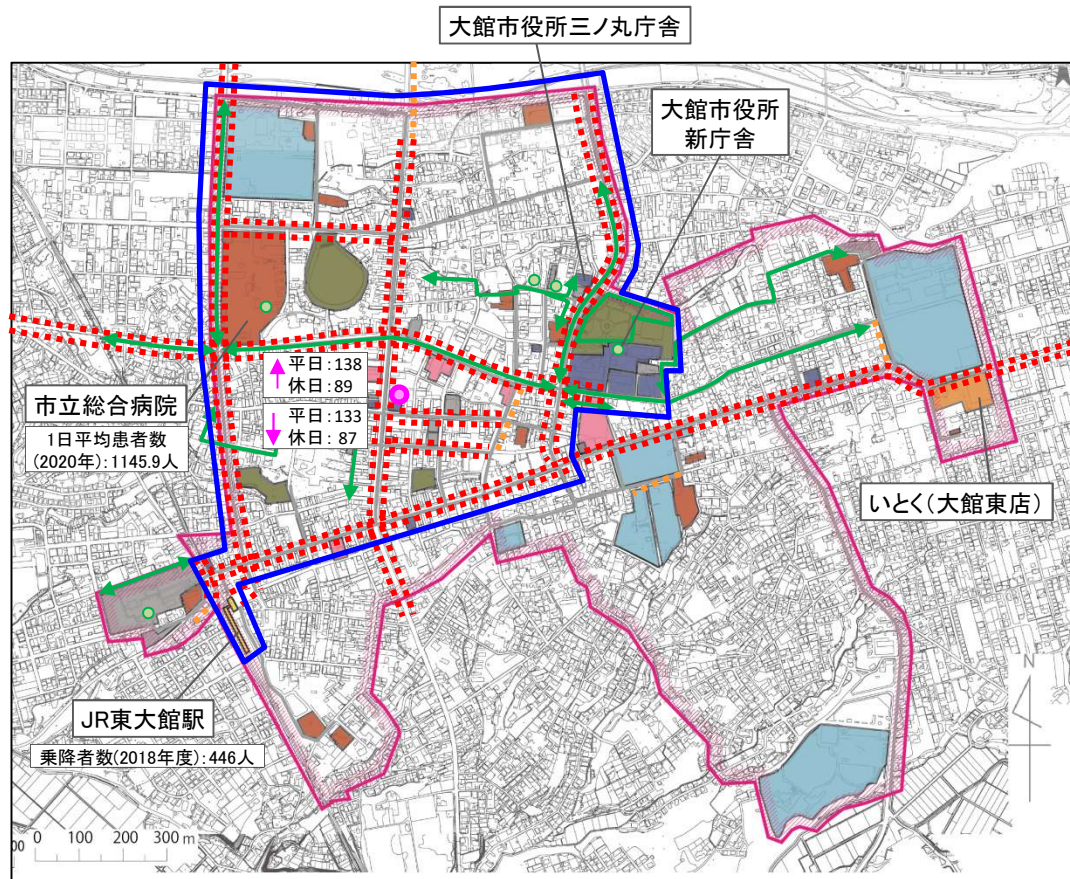 大館市役所三ノ丸庁舎
大館市役所
新庁舎
平日:138
休日:89
平日:133
休日: 87
市立総合病院
1日平均患者数
(2020年):1145.9人
いとく(大館東店)
JR東大館駅
乗降者数(2018年度):446人
N
0 100 200 300 m
00